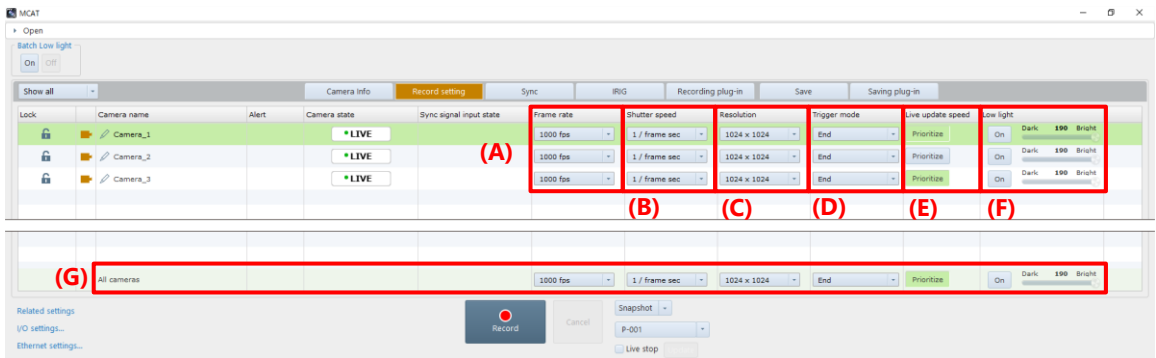 MCAT
Open
Batch Low light
On Off
Show all Camera Info Record setting Sync IRIG Recording plug-in Save Saving plug-in
Lock Camera name Alert Camera state Sync signal input state Frame rate Shutter speed Resolution Trigger mode Live update speed Low light
Camera_1 LIVE 1000 fps 1 / frame sec 1024 x 1024 End Prioritize On Dark 190 Bright
Camera_2 LIVE 1000 fps 1 / frame sec 1024 x 1024 End Prioritize On Dark 190 Bright
Camera_3 LIVE 1000 fps 1 / frame sec 1024 x 1024 End Prioritize On Dark 190 Bright
(A)
(B) (C) (D) (E) (F)
(G) All cameras 1000 fps 1 / frame sec 1024 x 1024 End Prioritize On Dark 190 Bright
Related settings
I/O settings...
Ethernet settings...
Record
Cancel
Snapshot
P-001
Live stop